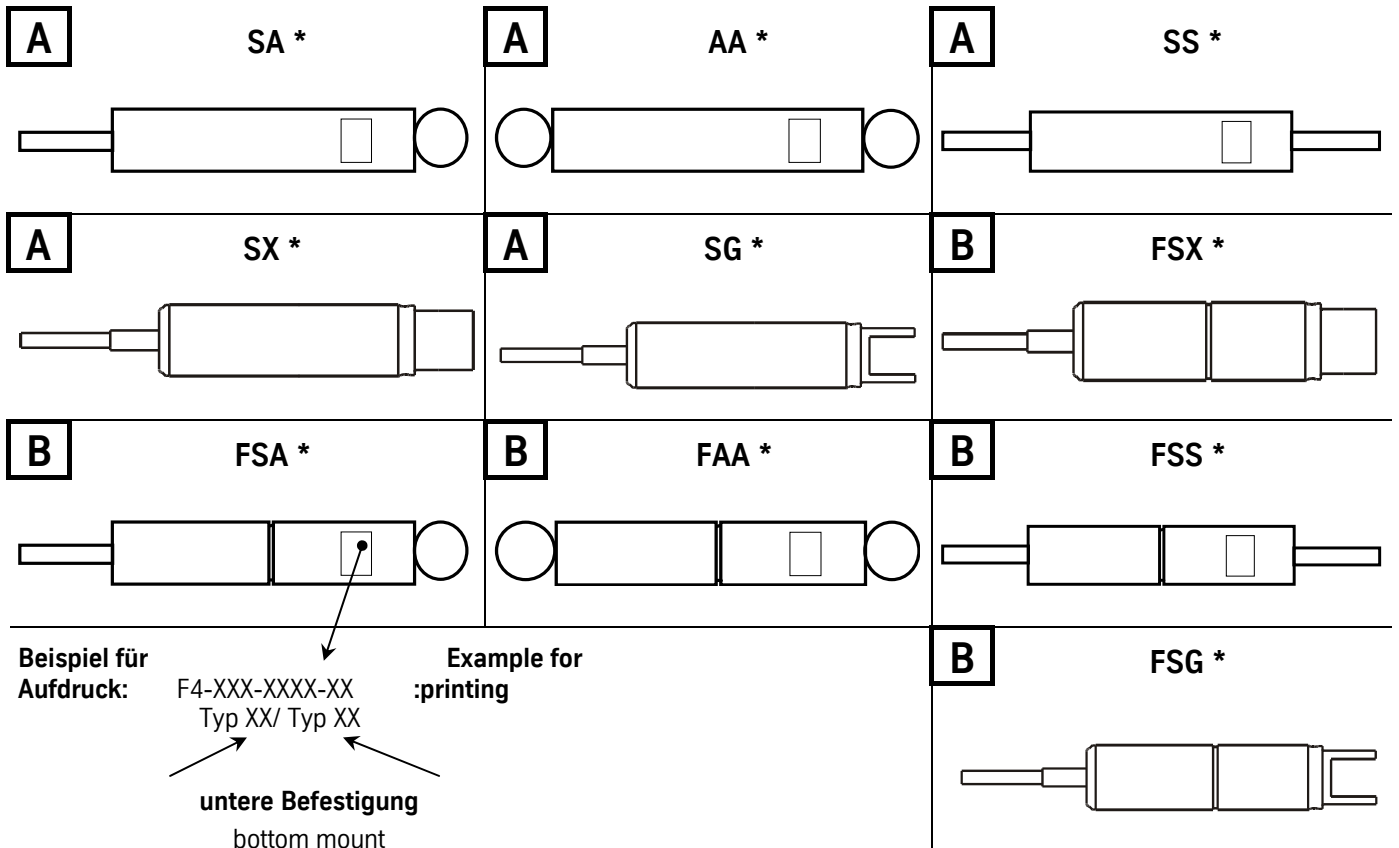 A
SA *
A
AA *
A
SS *
A
SX *
A
SG *
B
FSX *
B
FSA *
B
FAA *
B
FSS *
Beispiel für
Aufdruck:
F4-XXX-XXXX-XX
Typ XX/ Typ XX
Example for
:printing
untere Befestigung
bottom mount
B
FSG *